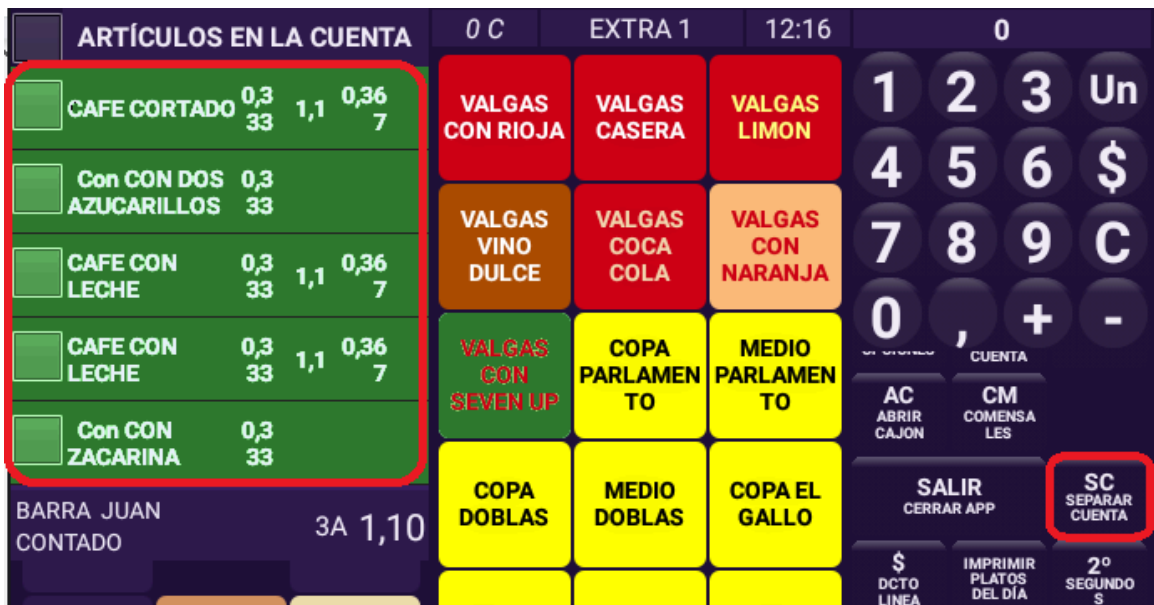 ARTÍCULOS EN LA CUENTA
CAFE CORTADO 0,3 33 1,1 0,36 7
Con CON DOS 0,3
AZUCARILLOS 33
CAFE CON 0,3 1,1 0,36
LECHE 33 7
CAFE CON 0,3 1,1 0,36
LECHE 33 7
Con CON 0,3
ZACARINA 33
BARRA JUAN
CONTADO
3A 1,10
0 C EXTRA 1 12:16
VALGAS
CON RIOJA
VALGAS
CASERA
VALGAS
LIMON
VALGAS
VINO
DULCE
VALGAS
COCA
COLA
VALGAS
CON
NARANJA
VALGAS
CON
SEVEN UP
COPA
PARLAMEN
TO
MEDIO
PARLAMEN
TO
COPA
DOBLAS
MEDIO
DOBLAS
COPA EL
GALLO
0
1 2 3 Un
4 5 6 $
7 8 9 C
0 , + -
CUENTA
AC
ABRIR
CAJON
CM
COMENSA
LES
SALIR
CERRAR APP
SC
SEPARAR
CUENTA
$
DCTO
LINEA
IMPRIMIR
PLATOS
DEL DÍA
2º
SEGUNDO
S